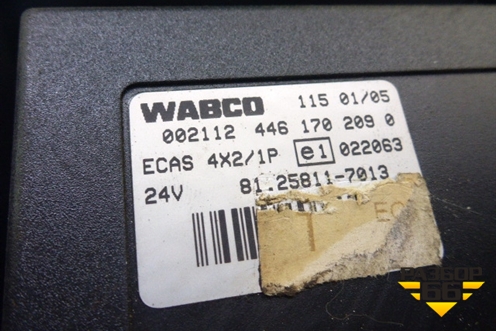 WABCO 115 01/05
002112 446 170 209 0
ECAS 4X2/1P e1 022063
24V 81.25811-7013
EC
РАЗБОР
66